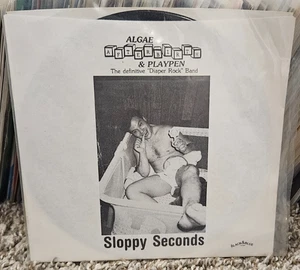 ALGAE
& PLAYPEN
The definitive "Diaper Rock" Band
Sloppy Seconds